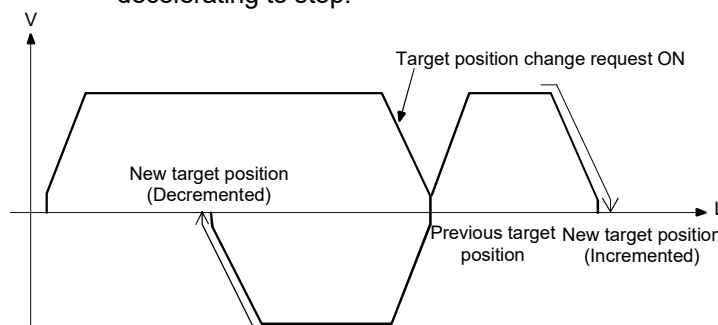 decelerating to stop.
V
Target position change request ON
New target position
(Decremented)
L
Previous target
position
New target position
(Incremented)